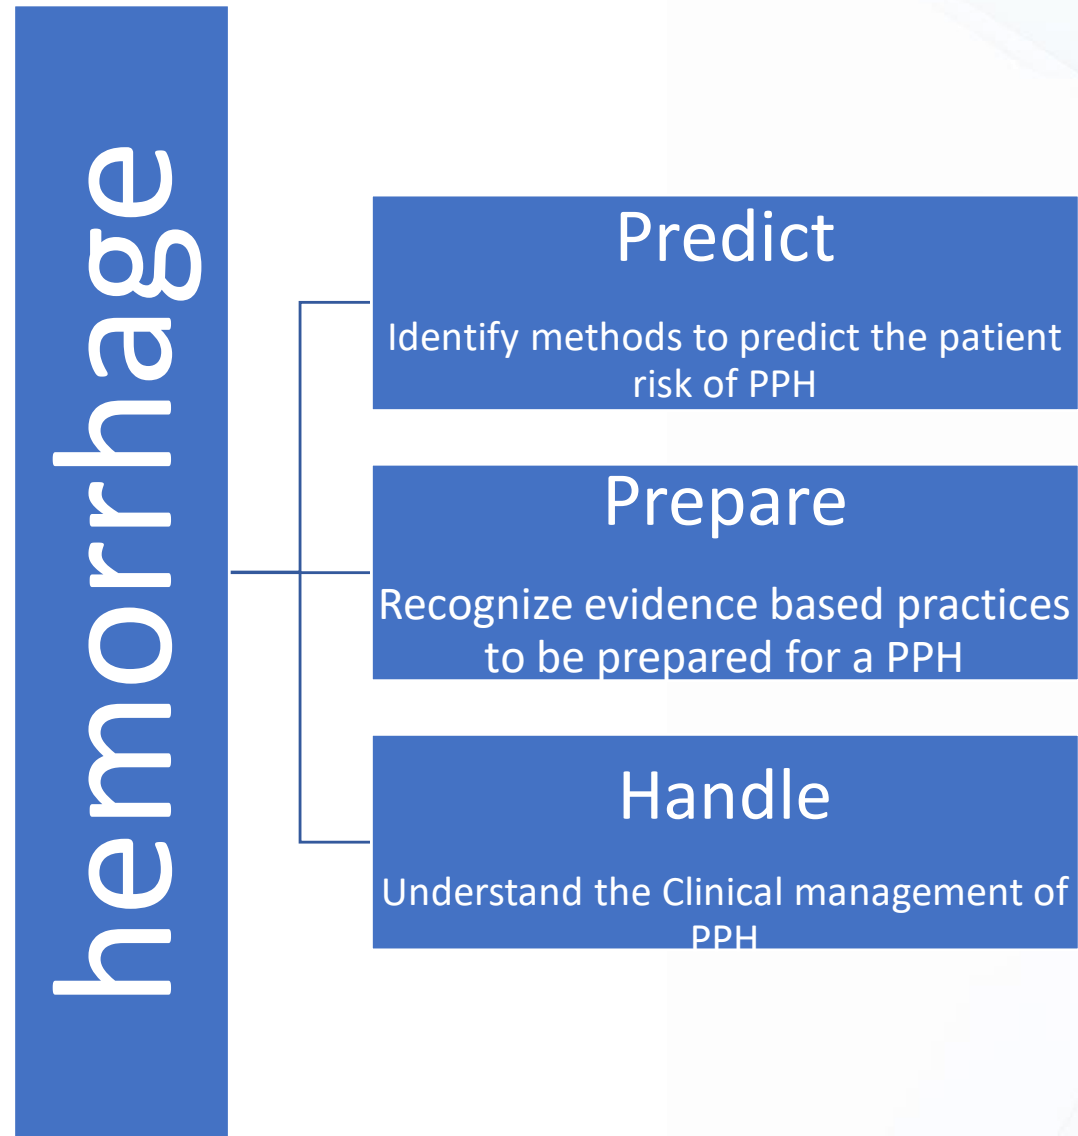 hemorrhage
Predict
Identify methods to predict the patient
risk of PPH
Prepare
Recognize evidence based practices
to be prepared for a PPH
Handle
Understand the Clinical management of
PPH